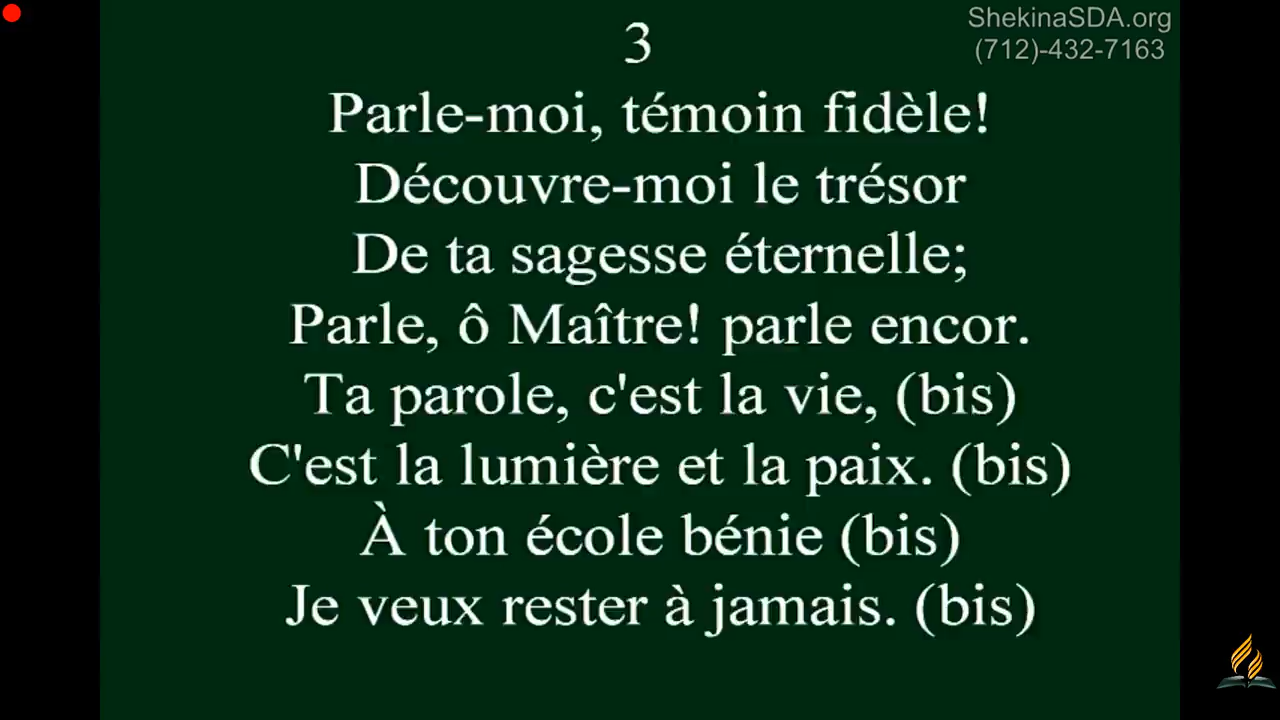 ShekinaSDA.org
(712)-432-7163
3
Parle-moi, témoin fidèle!
Découvre-moi le trésor
De ta sagesse éternelle;
Parle, ô Maître! parle encor.
Ta parole, c'est la vie, (bis)
C'est la lumière et la paix. (bis)
À ton école bénie (bis)
Je veux rester à jamais. (bis)